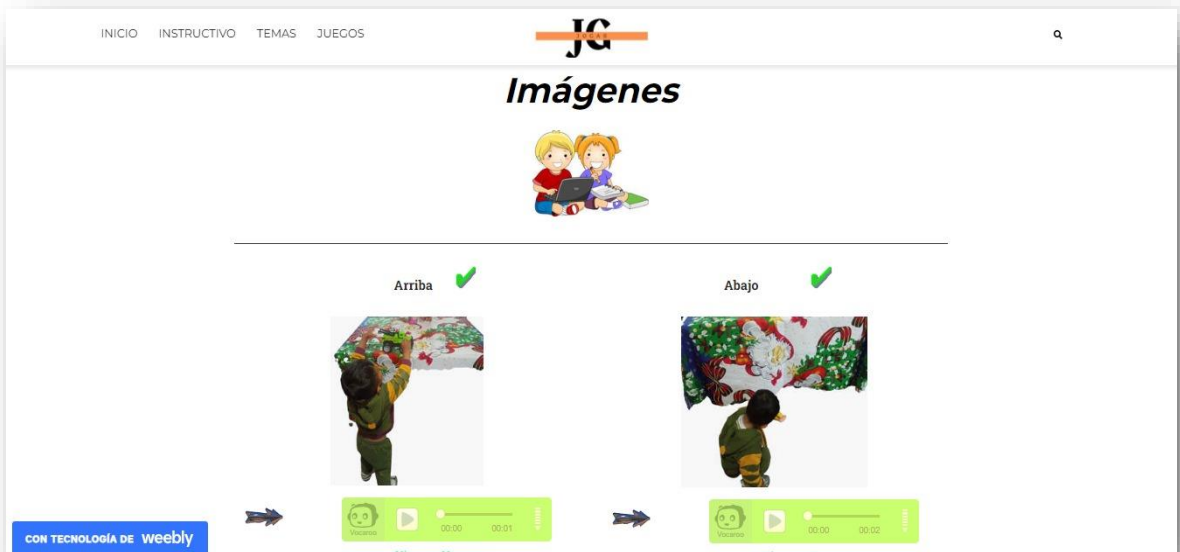 INICIO INSTRUCTIVO TEMAS JUEGOS
JG
JOGAB
Imágenes
Arriba
Abajo
Vocaroo 00:00 00:01
Vocaroo 00:00 00:02
CON TECNOLOGÍA DE weebly